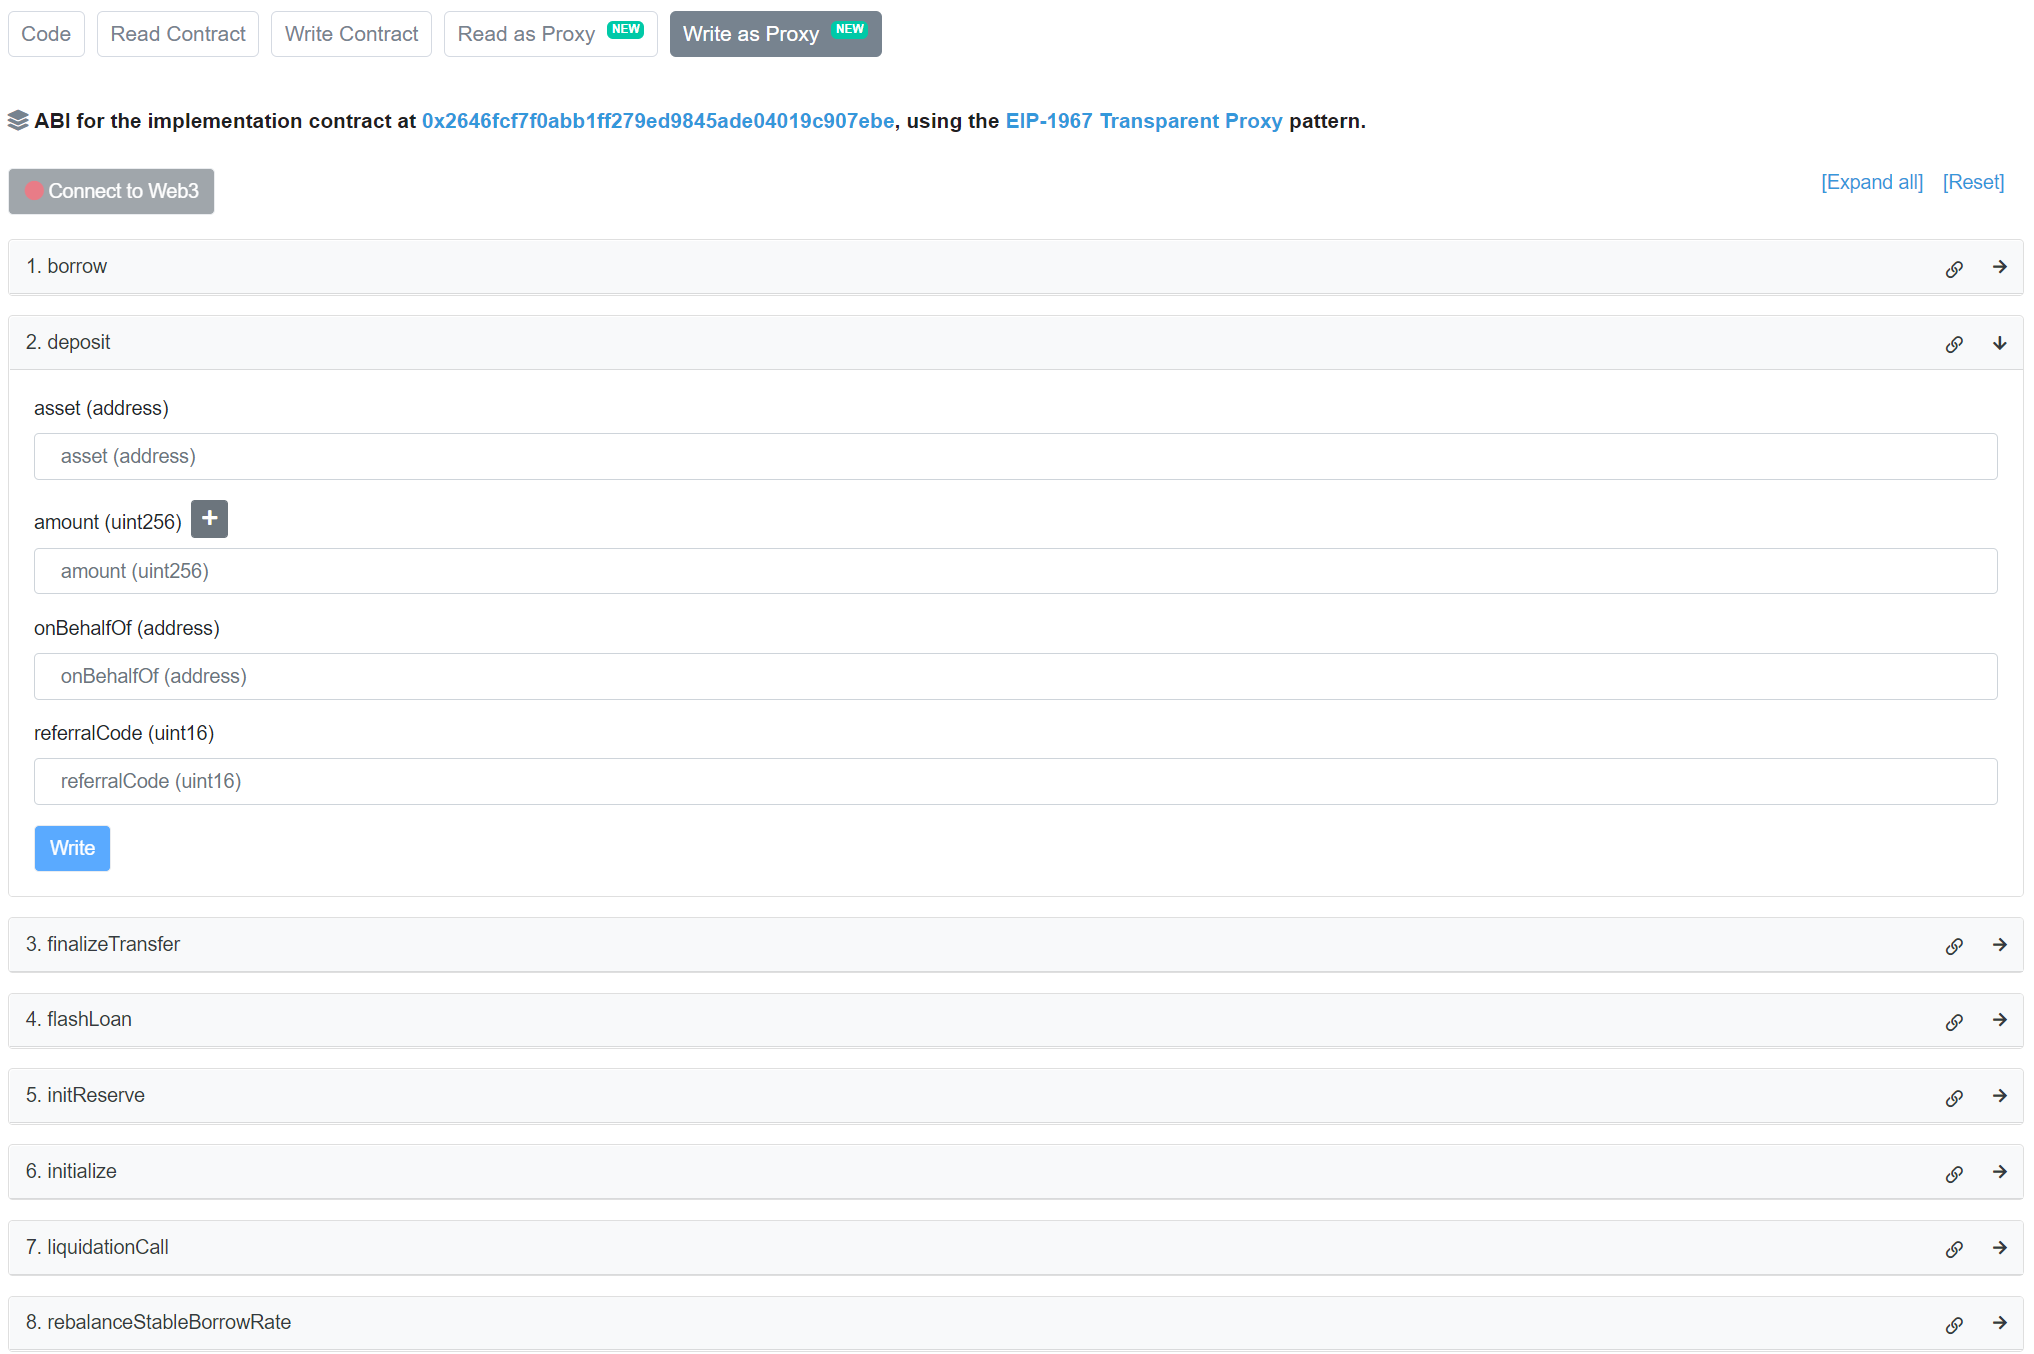 Code
Read Contract
Write Contract
Read as Proxy NEW
Write as Proxy NEW
ABI for the implementation contract at 0x2646fcf7f0abb1ff279ed9845ade04019c907ebe, using the EIP-1967 Transparent Proxy pattern.
Connect to Web3
[Expand all] [Reset]
1. borrow
2. deposit
asset (address)
asset (address)
amount (uint256) +
amount (uint256)
onBehalfOf (address)
onBehalfOf (address)
referralCode (uint16)
referralCode (uint16)
Write
3. finalizeTransfer
4. flashLoan
5. initReserve
6. initialize
7. liquidationCall
8. rebalanceStableBorrowRate